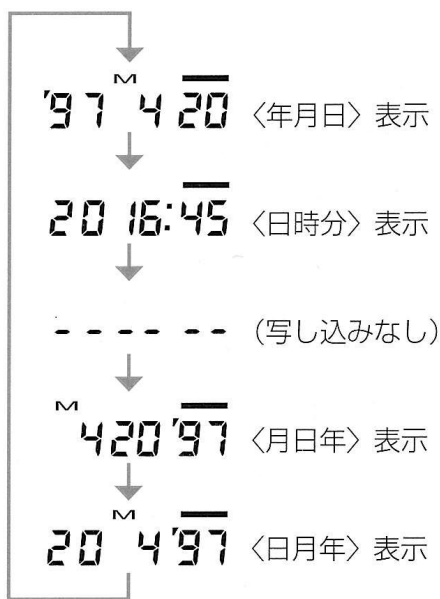 M
'97 4 20 〈年月日〉表示
20 16:45 〈日時分〉表示
- - - - - - (写し込みなし)
M
4 20 '97 〈月日年〉表示
M
20 4 '97 〈日月年〉表示